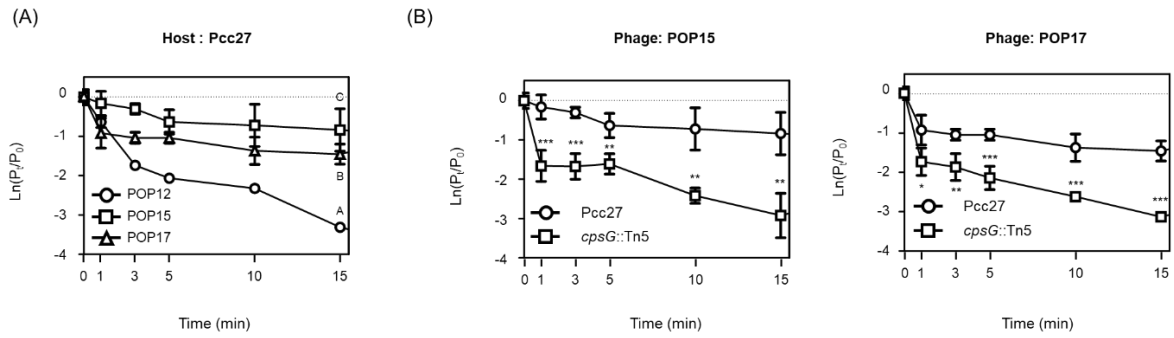 (A)
Host : Pcc27
Ln(Pt/P0)
0
-1
-2
-3
-4
C
B
A
POP12
POP15
POP17
0 1 3 5 10 15
Time (min)
(B)
Phage: POP15
Ln(Pt/P0)
0
-1
-2
-3
-4
*** *** ** ** **
Pcc27
cpsG::Tn5
0 1 3 5 10 15
Time (min)
Phage: POP17
Ln(Pt/P0)
0
-1
-2
-3
-4
* ** *** *** ***
Pcc27
cpsG::Tn5
0 1 3 5 10 15
Time (min)